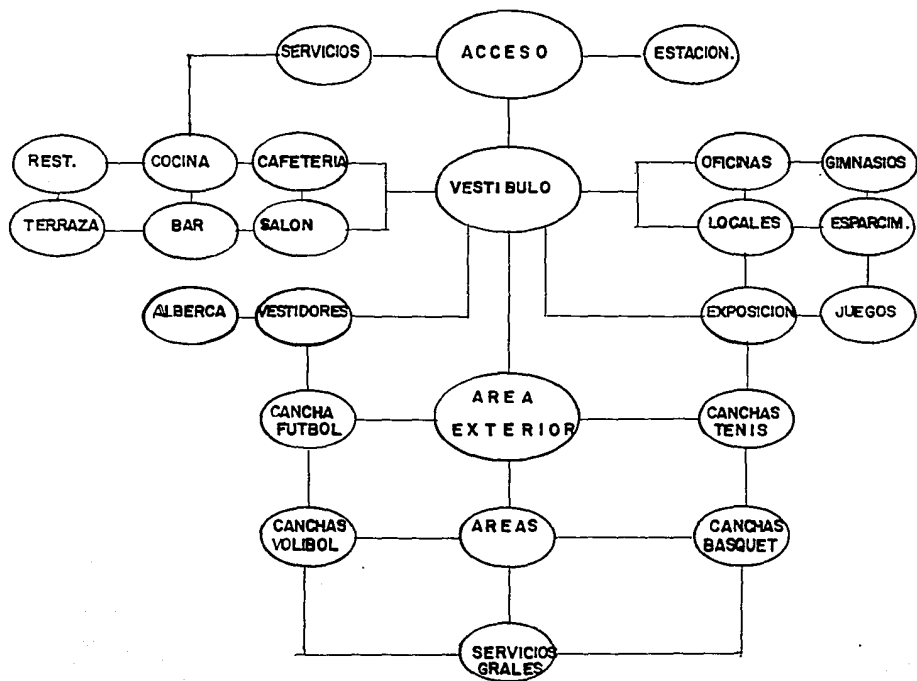 SERVICIOS
ACCESO
ESTACION.
REST.
COCINA
CAFETERIA
VESTIBULO
OFICINAS
GIMNASIOS
TERRAZA
BAR
SALON
LOCALES
ESPARCIM.
ALBERCA
VESTIDORES
EXPOSICION
JUEGOS
CANCHA
FUTBOL
AREA
EXTERIOR
CANCHAS
TENIS
CANCHAS
VOLIBOL
AREAS
CANCHAS
BASQUET
SERVICIOS
GRALES